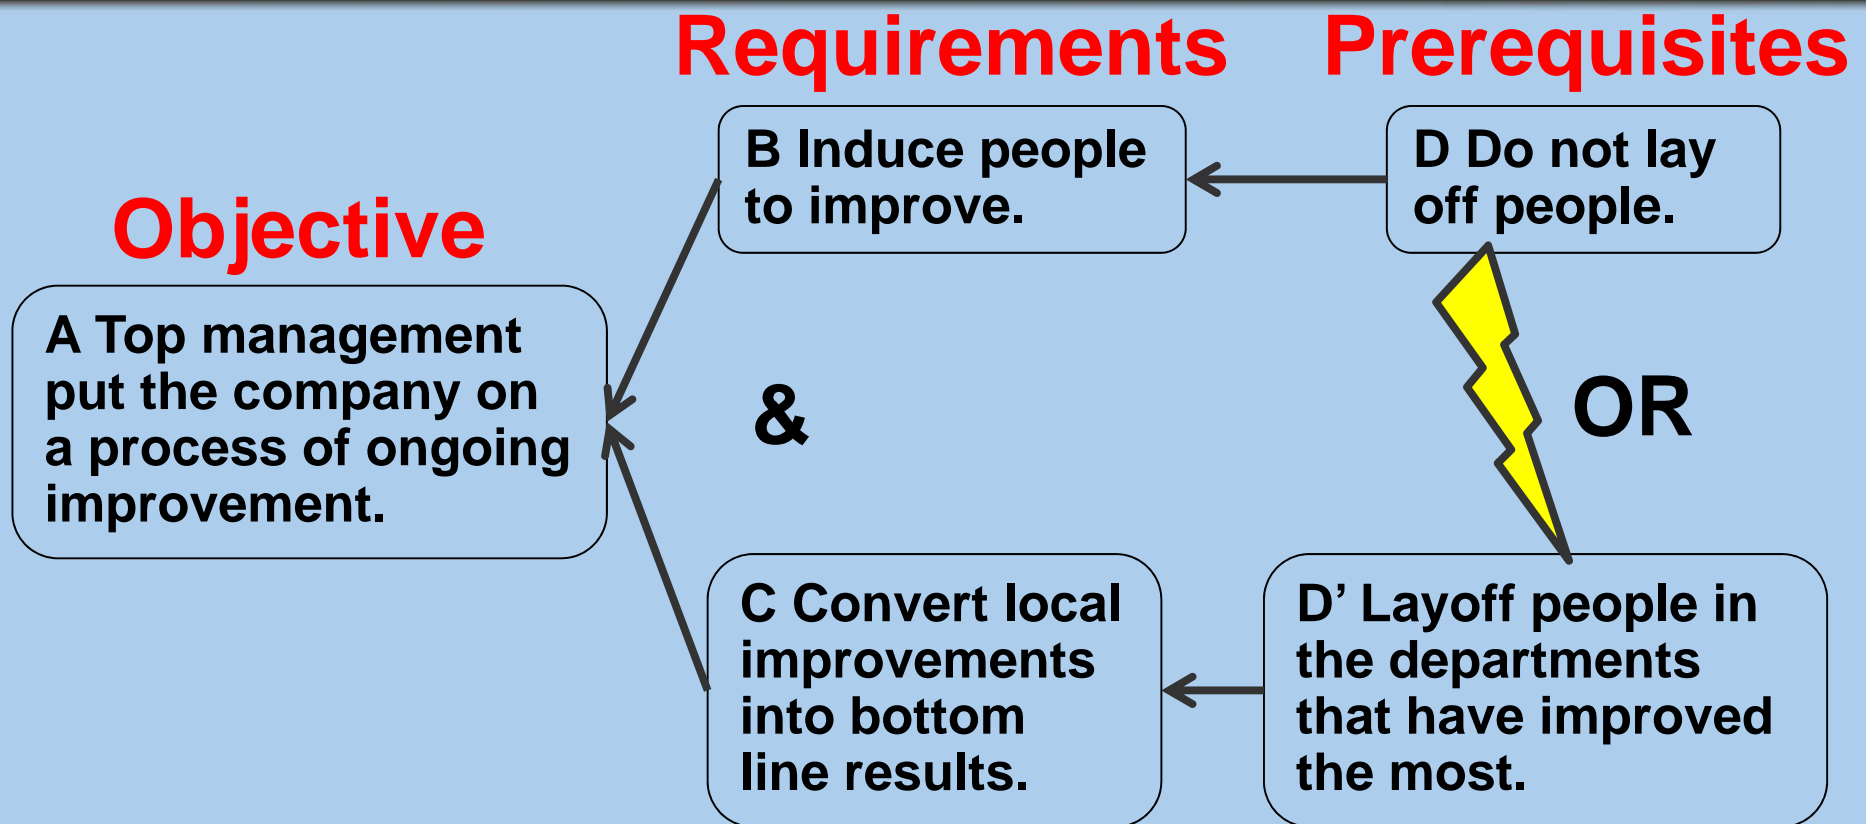 Requirements
Prerequisites
Objective
B Induce people
to improve.
D Do not lay
off people.
A Top management
put the company on
a process of ongoing
improvement.
&
OR
C Convert local
improvements
into bottom
line results.
D’ Layoff people in
the departments
that have improved
the most.